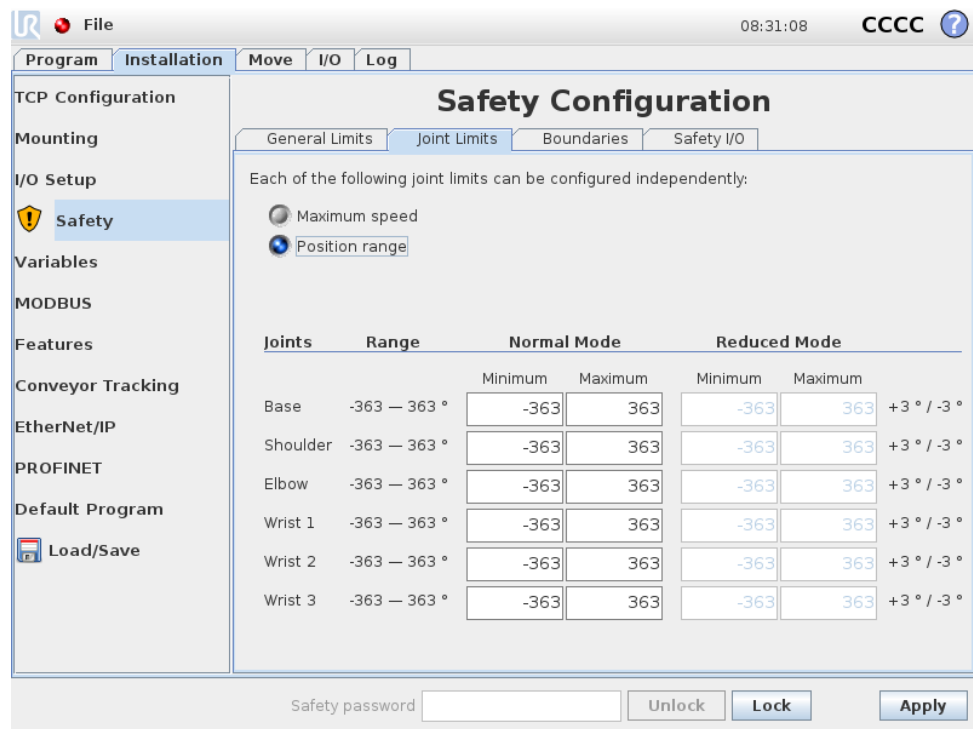 UR File 08:31:08 CCCC ?
Program Installation Move I/O Log
TCP Configuration
Mounting
I/O Setup
Safety
Variables
MODBUS
Features
Conveyor Tracking
EtherNet/IP
PROFINET
Default Program
Load/Save
Safety Configuration
General Limits Joint Limits Boundaries Safety I/O
Each of the following joint limits can be configured independently:
Maximum speed
Position range
Joints Range Normal Mode Reduced Mode
Minimum Maximum Minimum Maximum
Base -363 — 363 ° -363 363 -363 363 +3 ° / -3 °
Shoulder -363 — 363 ° -363 363 -363 363 +3 ° / -3 °
Elbow -363 — 363 ° -363 363 -363 363 +3 ° / -3 °
Wrist 1 -363 — 363 ° -363 363 -363 363 +3 ° / -3 °
Wrist 2 -363 — 363 ° -363 363 -363 363 +3 ° / -3 °
Wrist 3 -363 — 363 ° -363 363 -363 363 +3 ° / -3 °
Safety password Unlock Lock Apply